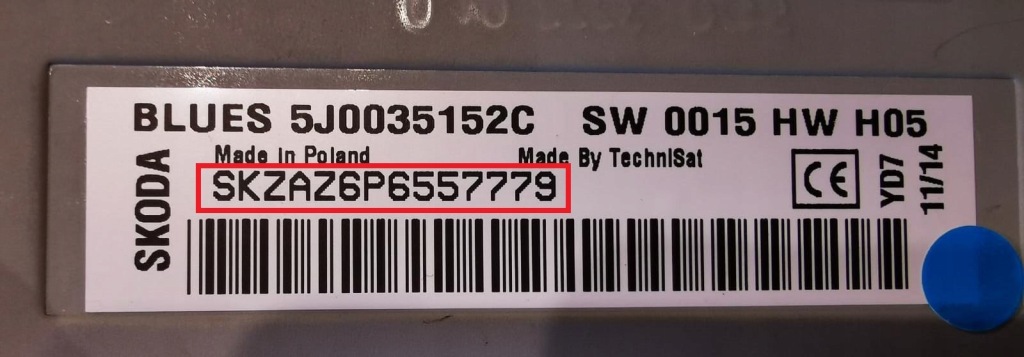 BLUES 5J0035152C SW 0015 HW H05
Made in Poland Made By TechniSat
SKZAZ6P6557779
SKODA
CE
YD7
11/14